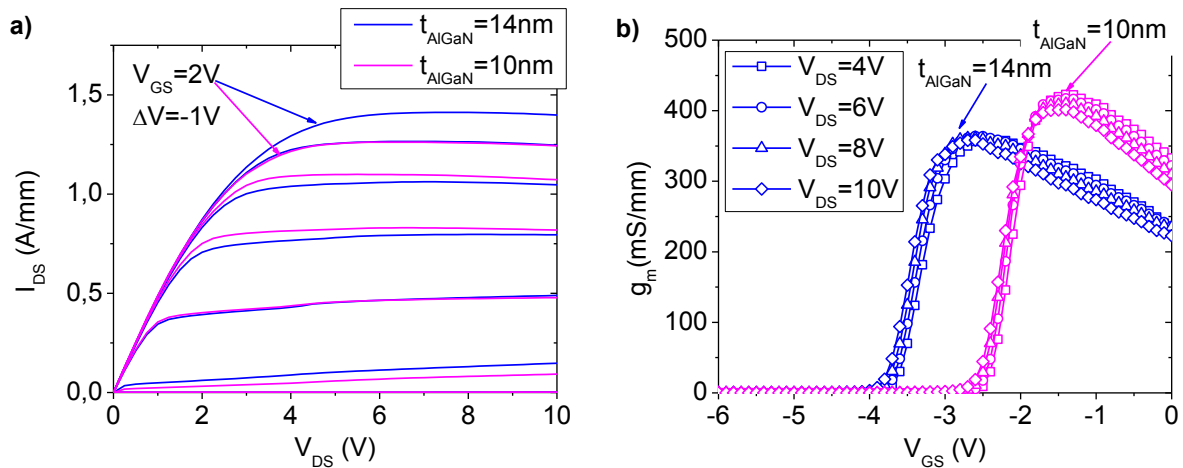 a)
t_AlGaN=14nm
t_AlGaN=10nm
V_GS=2V
ΔV=-1V
1,5
1,0
0,5
0,0
I_DS (A/mm)
0 2 4 6 8 10
V_DS (V)
b)
t_AlGaN=10nm
t_AlGaN=14nm
V_DS=4V
V_DS=6V
V_DS=8V
V_DS=10V
500
400
300
200
100
0
g_m(mS/mm)
-6 -5 -4 -3 -2 -1 0
V_GS (V)